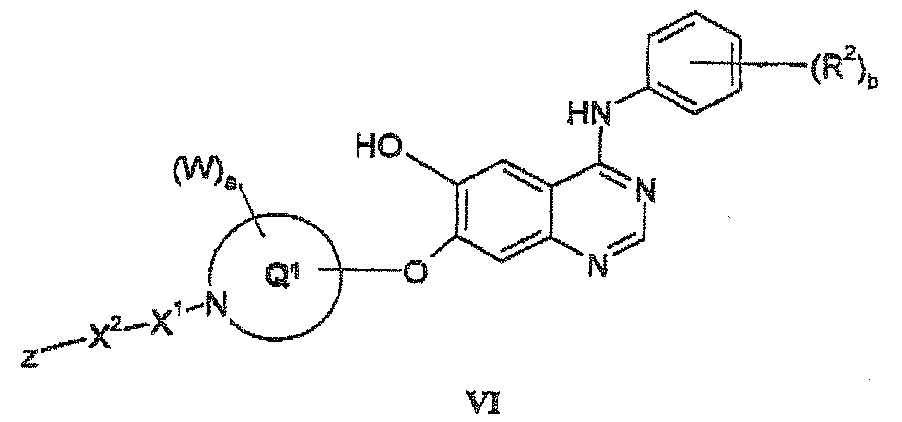 (R²)b
HN
HO
(W)a
N
Q¹
O
N
N
Z
X²
X¹
VI